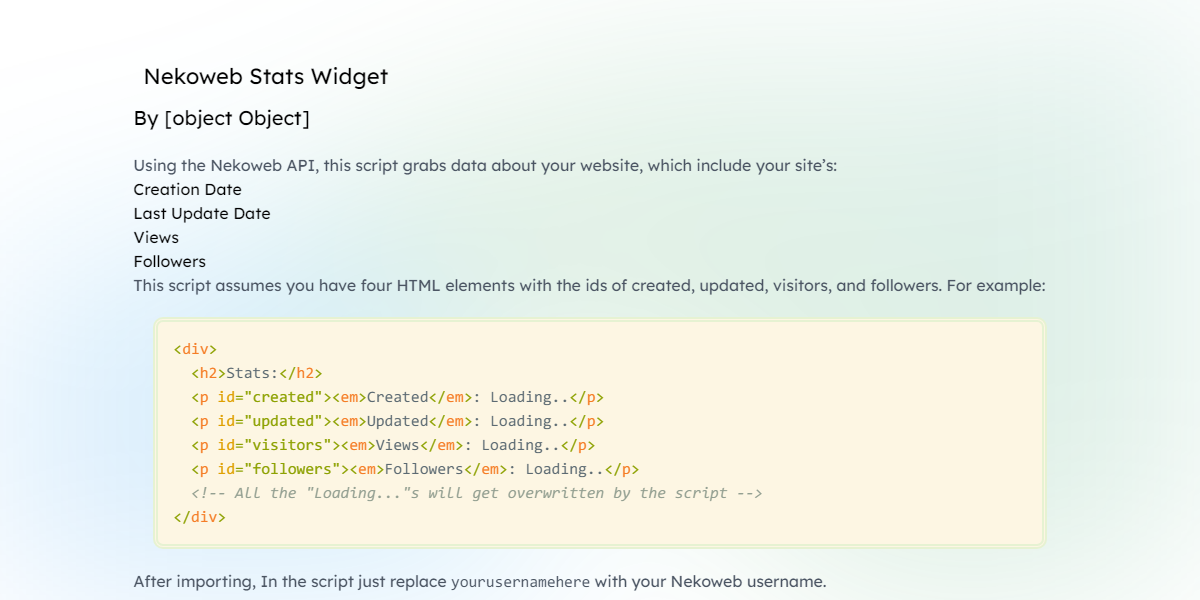 Nekoweb Stats Widget
By [object Object]
Using the Nekoweb API, this script grabs data about your website, which include your site’s:
Creation Date
Last Update Date
Views
Followers
This script assumes you have four HTML elements with the ids of created, updated, visitors, and followers. For example:
<div>
  <h2>Stats:</h2>
  <p id="created"><em>Created</em>: Loading..</p>
  <p id="updated"><em>Updated</em>: Loading..</p>
  <p id="visitors"><em>Views</em>: Loading..</p>
  <p id="followers"><em>Followers</em>: Loading..</p>
  <!-- All the "Loading..."s will get overwritten by the script -->
</div>
After importing, In the script just replace yourusernamehere with your Nekoweb username.